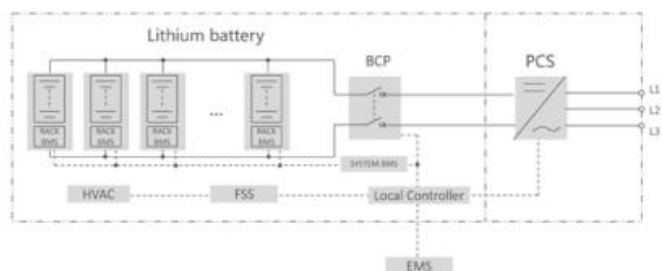 Lithium battery
BCP
PCS
L1
L2
L3
RACK
BMS
RACK
BMS
RACK
BMS
...
RACK
BMS
SYSTEM BMS
HVAC
FSS
Local Controller
EMS